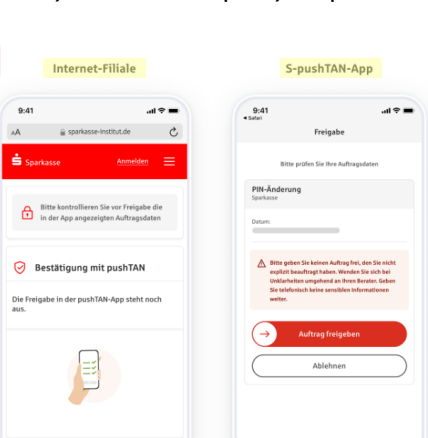 Internet-Filiale
9:41
AA sparkasse-institut.de
Sparkasse Anmelden
Bitte kontrollieren Sie vor Freigabe die
in der App angezeigten Auftragsdaten
Bestätigung mit pushTAN
Die Freigabe in der pushTAN-App steht noch
aus.
S-pushTAN-App
9:41
Safari
Freigabe
Bitte prüfen Sie Ihre Auftragsdaten
PIN-Änderung
Sparkasse
Datum:
Bitte geben Sie keinen Auftrag frei, den Sie nicht
explizit beauftragt haben. Wenden Sie sich bei
Unklarheiten umgehend an Ihren Berater. Geben
Sie telefonisch keine sensiblen Informationen
weiter.
Auftrag freigeben
Ablehnen